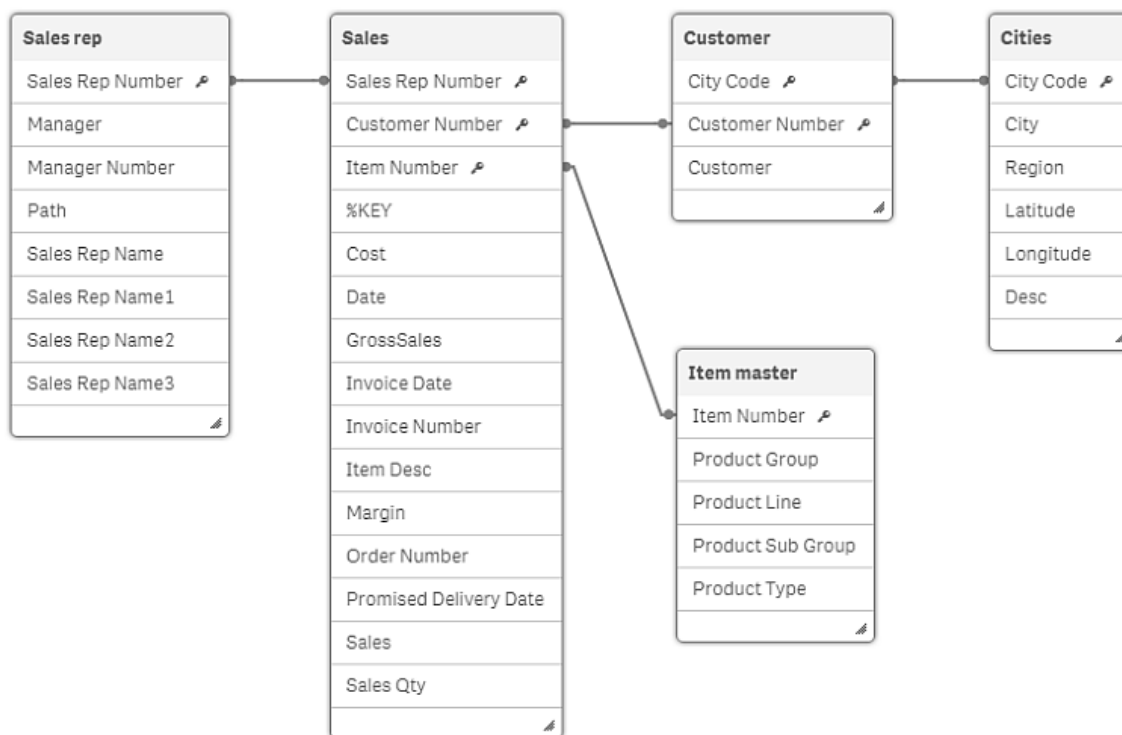 Sales rep
Sales Rep Number
Manager
Manager Number
Path
Sales Rep Name
Sales Rep Name1
Sales Rep Name2
Sales Rep Name3
Sales
Sales Rep Number
Customer Number
Item Number
%KEY
Cost
Date
GrossSales
Invoice Date
Invoice Number
Item Desc
Margin
Order Number
Promised Delivery Date
Sales
Sales Qty
Customer
City Code
Customer Number
Customer
Cities
City Code
City
Region
Latitude
Longitude
Desc
Item master
Item Number
Product Group
Product Line
Product Sub Group
Product Type